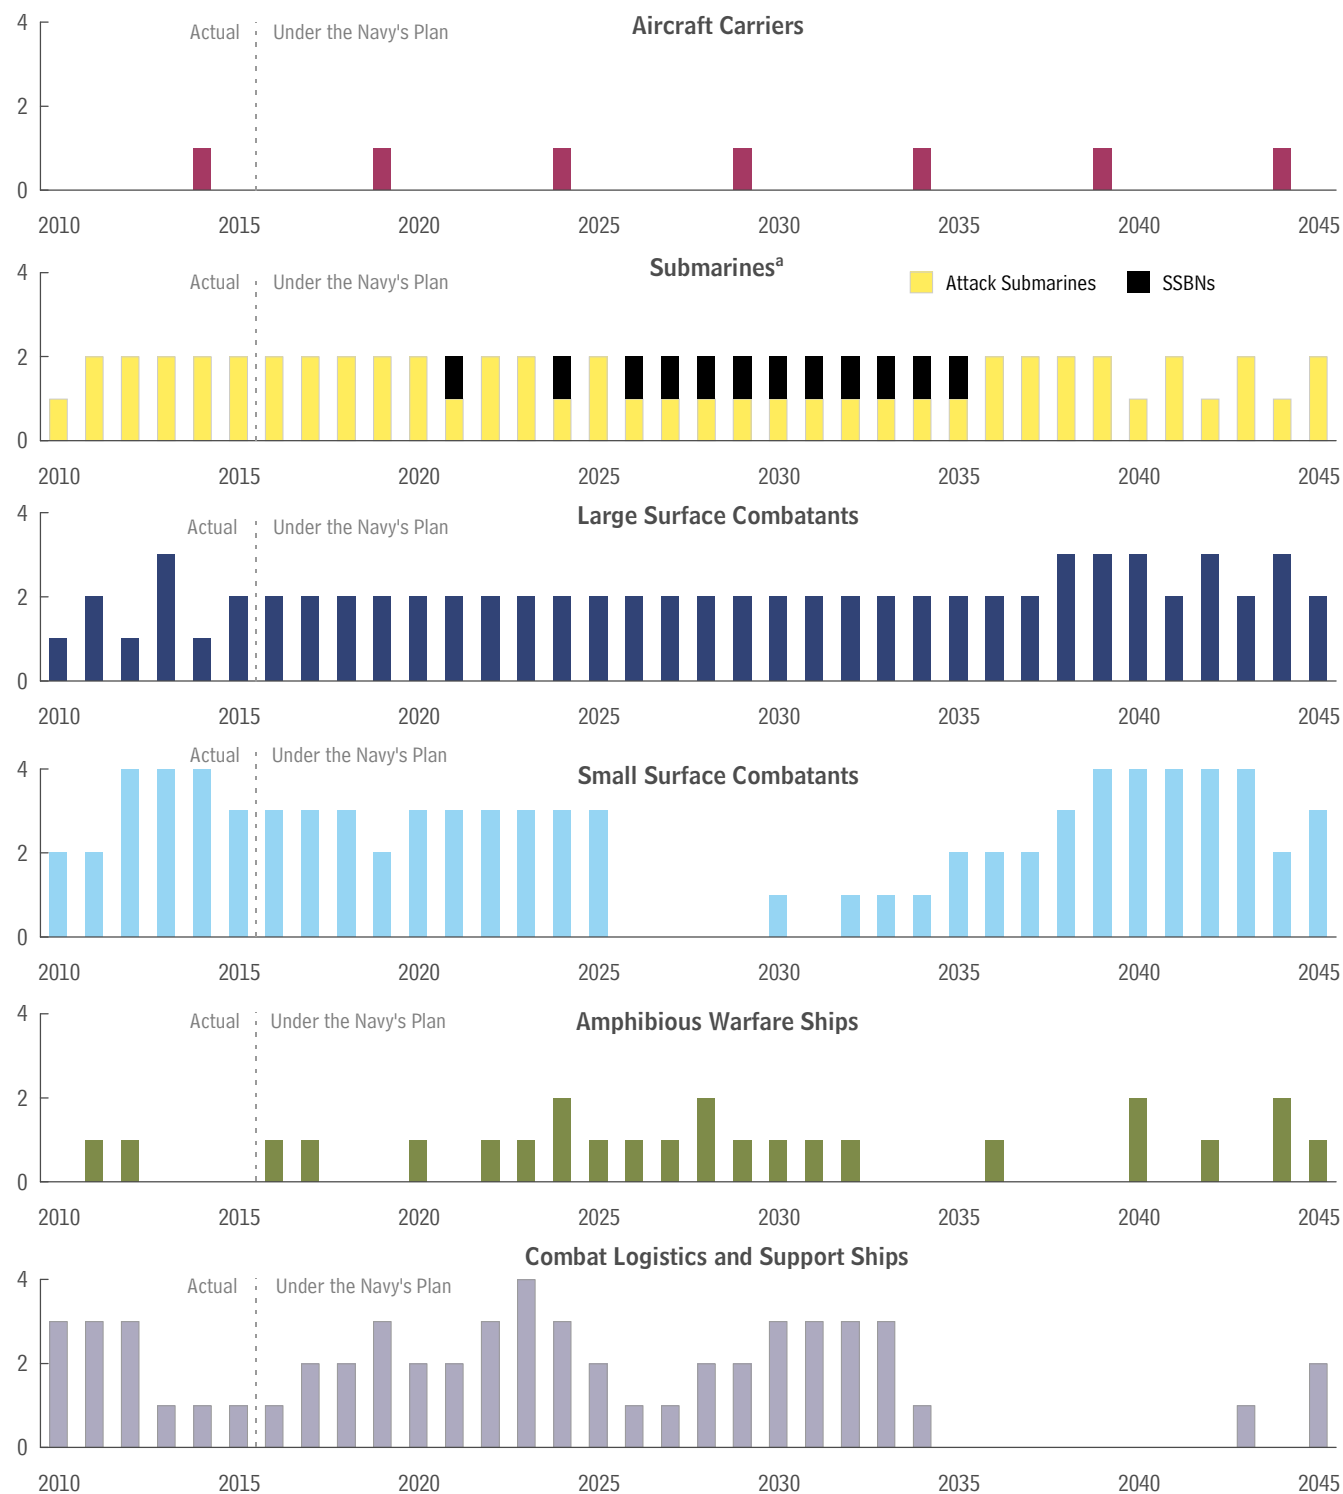 Aircraft Carriers
4
Actual Under the Navy's Plan
2
0
2010 2015 2020 2025 2030 2035 2040 2045
Submarinesᵃ
4
Actual Under the Navy's Plan
Attack Submarines SSBNs
2
0
2010 2015 2020 2025 2030 2035 2040 2045
Large Surface Combatants
4
Actual Under the Navy's Plan
2
0
2010 2015 2020 2025 2030 2035 2040 2045
Actual Under the Navy's Plan
4
Small Surface Combatants
2
0
2010 2015 2020 2025 2030 2035 2040 2045
4
Actual Under the Navy's Plan
Amphibious Warfare Ships
2
0
2010 2015 2020 2025 2030 2035 2040 2045
Combat Logistics and Support Ships
4
Actual Under the Navy's Plan
2
0
2010 2015 2020 2025 2030 2035 2040 2045